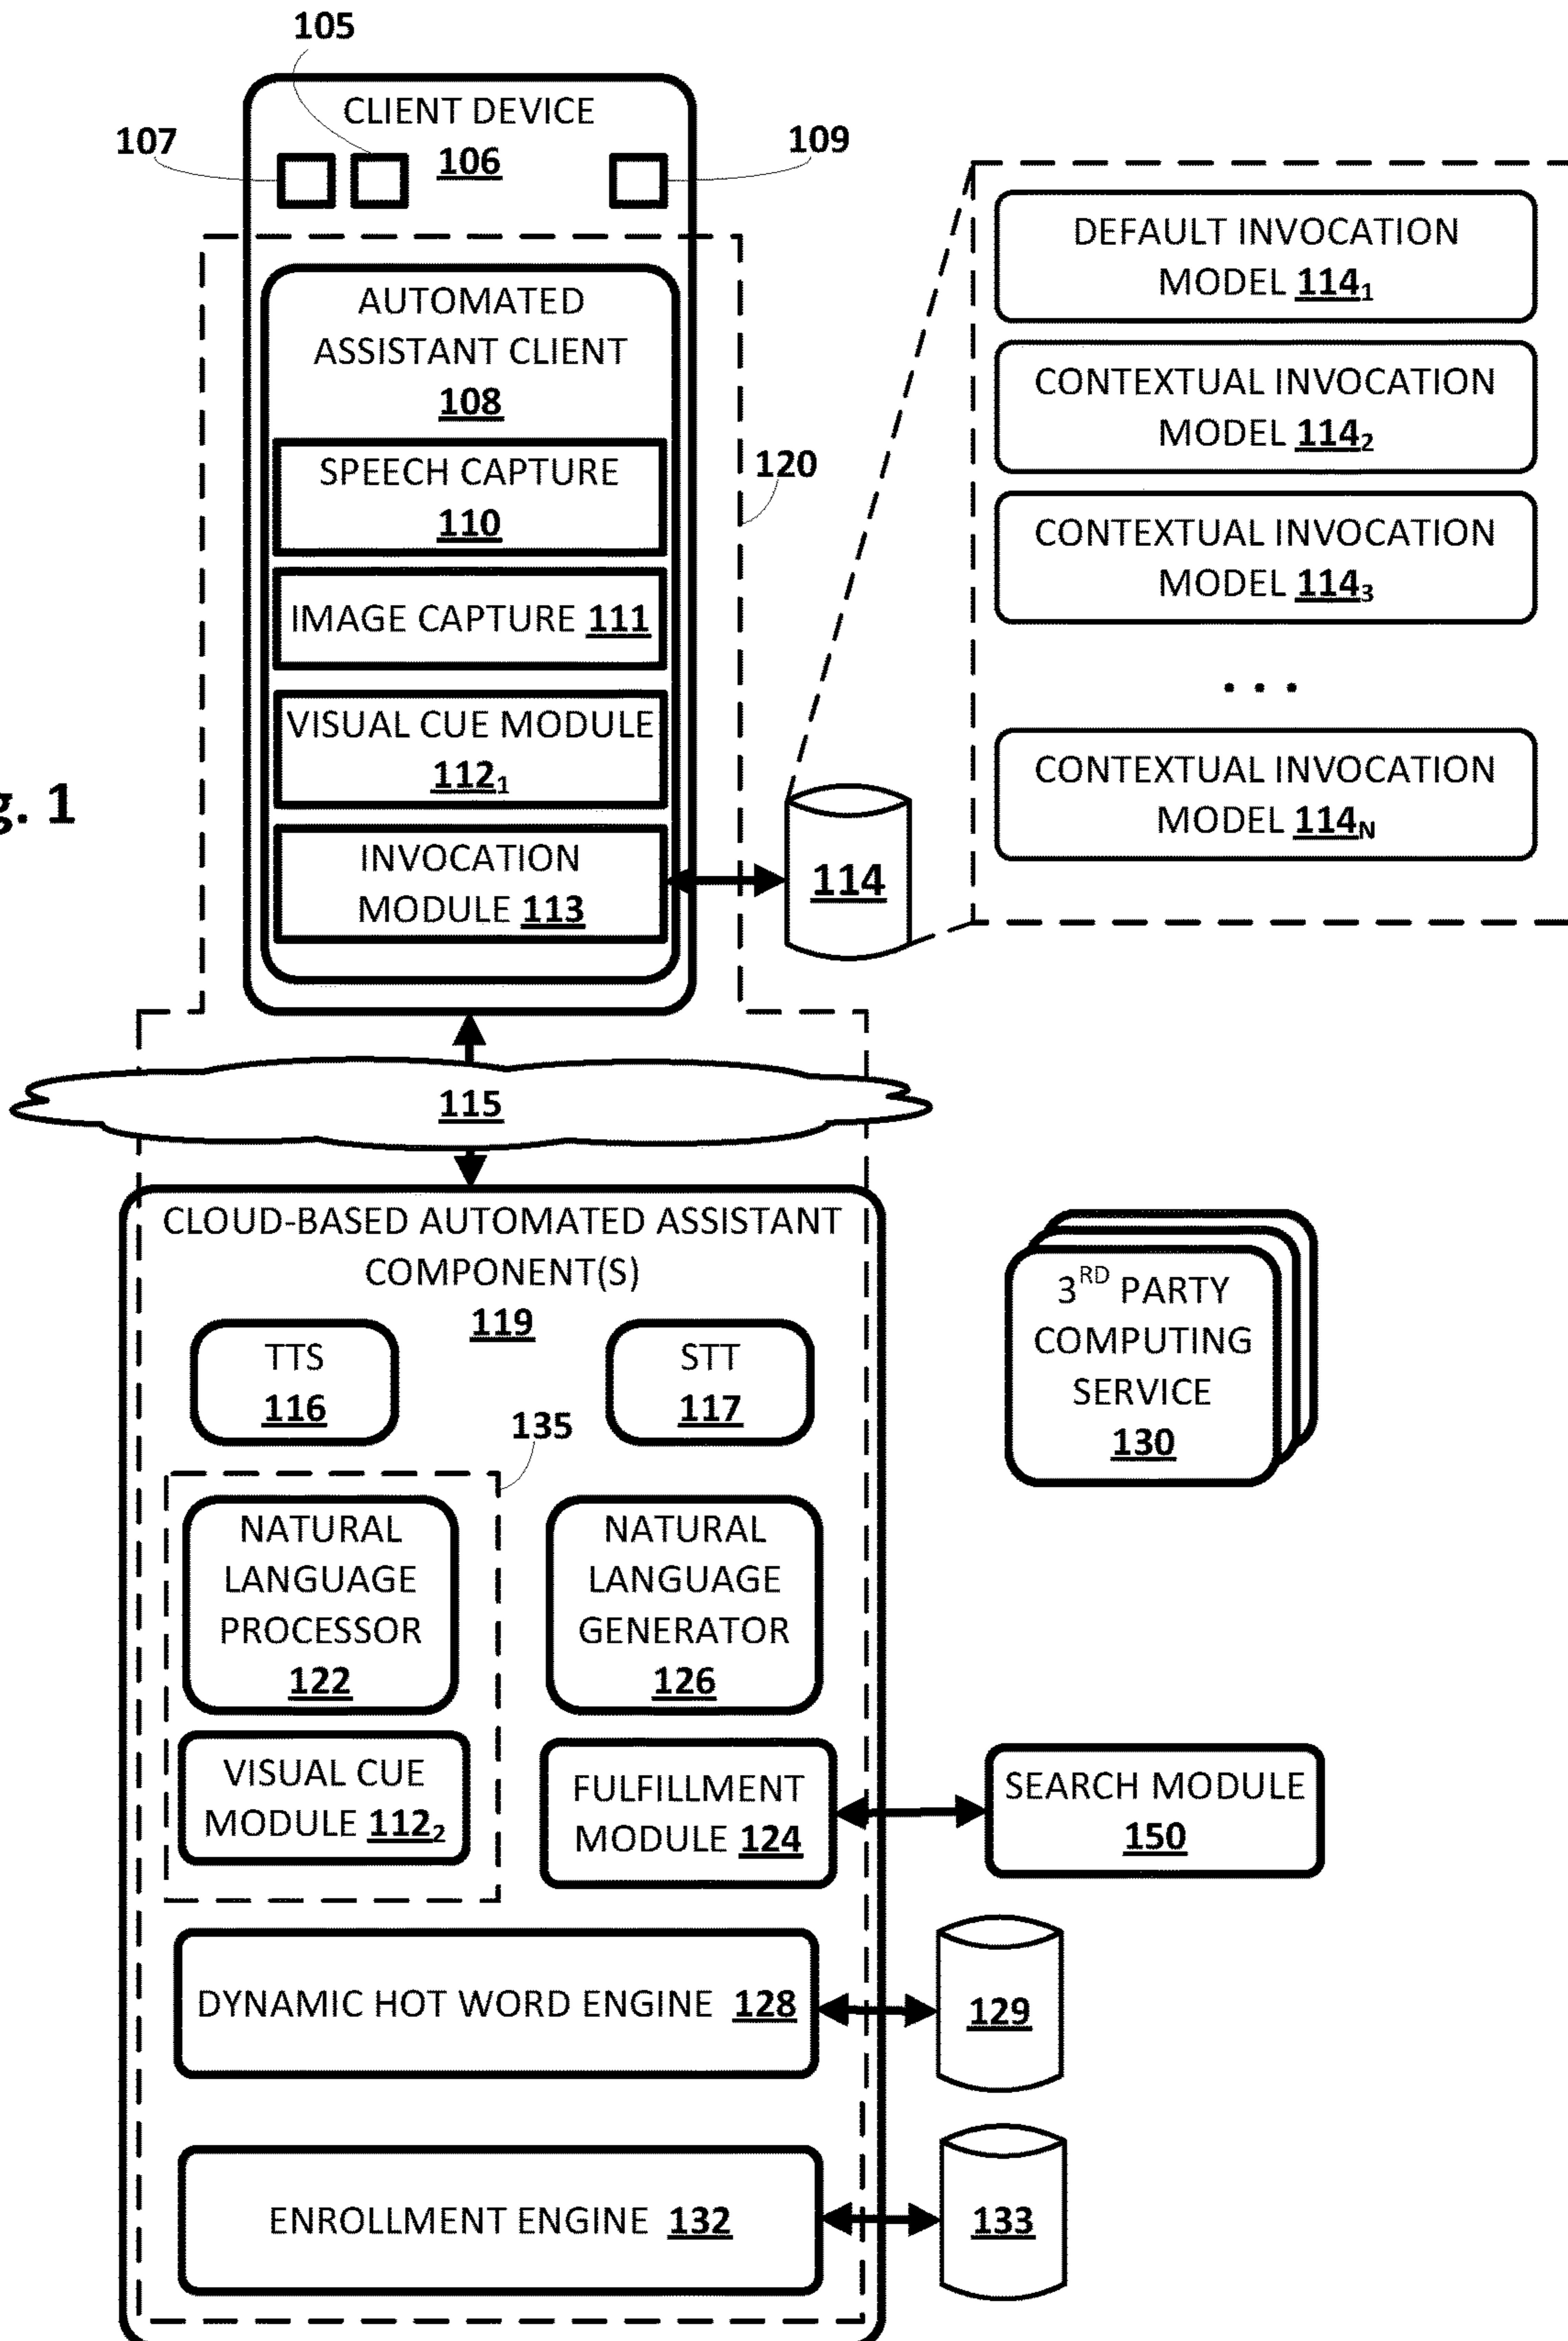 105
CLIENT DEVICE
107
106
109
AUTOMATED
ASSISTANT CLIENT
108
SPEECH CAPTURE
110
120
IMAGE CAPTURE 111
VISUAL CUE MODULE
112₁
g. 1
INVOCATION
MODULE 113
114
DEFAULT INVOCATION
MODEL 114₁
CONTEXTUAL INVOCATION
MODEL 114₂
CONTEXTUAL INVOCATION
MODEL 114₃
. . .
CONTEXTUAL INVOCATION
MODEL 114N
115
CLOUD-BASED AUTOMATED ASSISTANT
COMPONENT(S)
119
TTS
116
STT
117
135
3RD PARTY
COMPUTING
SERVICE
130
NATURAL
LANGUAGE
PROCESSOR
122
NATURAL
LANGUAGE
GENERATOR
126
VISUAL CUE
MODULE 112₂
FULFILLMENT
MODULE 124
SEARCH MODULE
150
DYNAMIC HOT WORD ENGINE 128
129
ENROLLMENT ENGINE 132
133